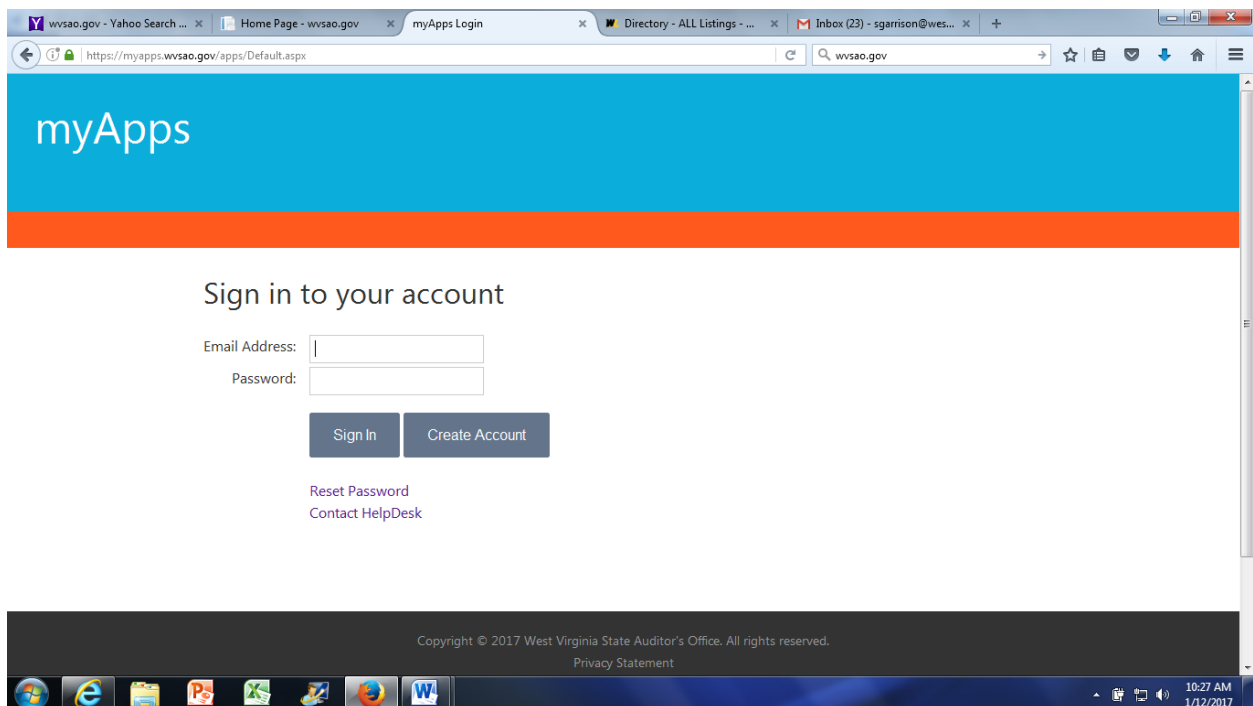 wvsao.gov - Yahoo Search ...
Home Page - wvsao.gov
myApps Login
Directory - ALL Listings - ...
Inbox (23) - sgarrison@wes...
https://myapps.wvsao.gov/apps/Default.aspx
wvsao.gov
myApps
Sign in to your account
Email Address:
Password:
Sign In Create Account
Reset Password
Contact HelpDesk
Copyright © 2017 West Virginia State Auditor's Office. All rights reserved.
Privacy Statement
10:27 AM
1/12/2017